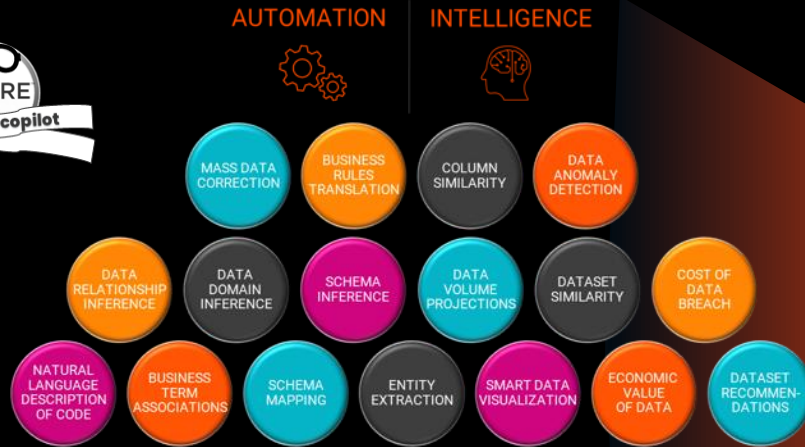 AUTOMATION
INTELLIGENCE
RE
copilot
MASS DATA
CORRECTION
BUSINESS
RULES
TRANSLATION
COLUMN
SIMILARITY
DATA
ANOMALY
DETECTION
DATA
RELATIONSHIP
INFERENCE
DATA
DOMAIN
INFERENCE
SCHEMA
INFERENCE
DATA
VOLUME
PROJECTIONS
DATASET
SIMILARITY
COST OF
DATA
BREACH
NATURAL
LANGUAGE
DESCRIPTION
OF CODE
BUSINESS
TERM
ASSOCIATIONS
SCHEMA
MAPPING
ENTITY
EXTRACTION
SMART DATA
VISUALIZATION
ECONOMIC
VALUE
OF DATA
DATASET
RECOMMEN-
DATIONS